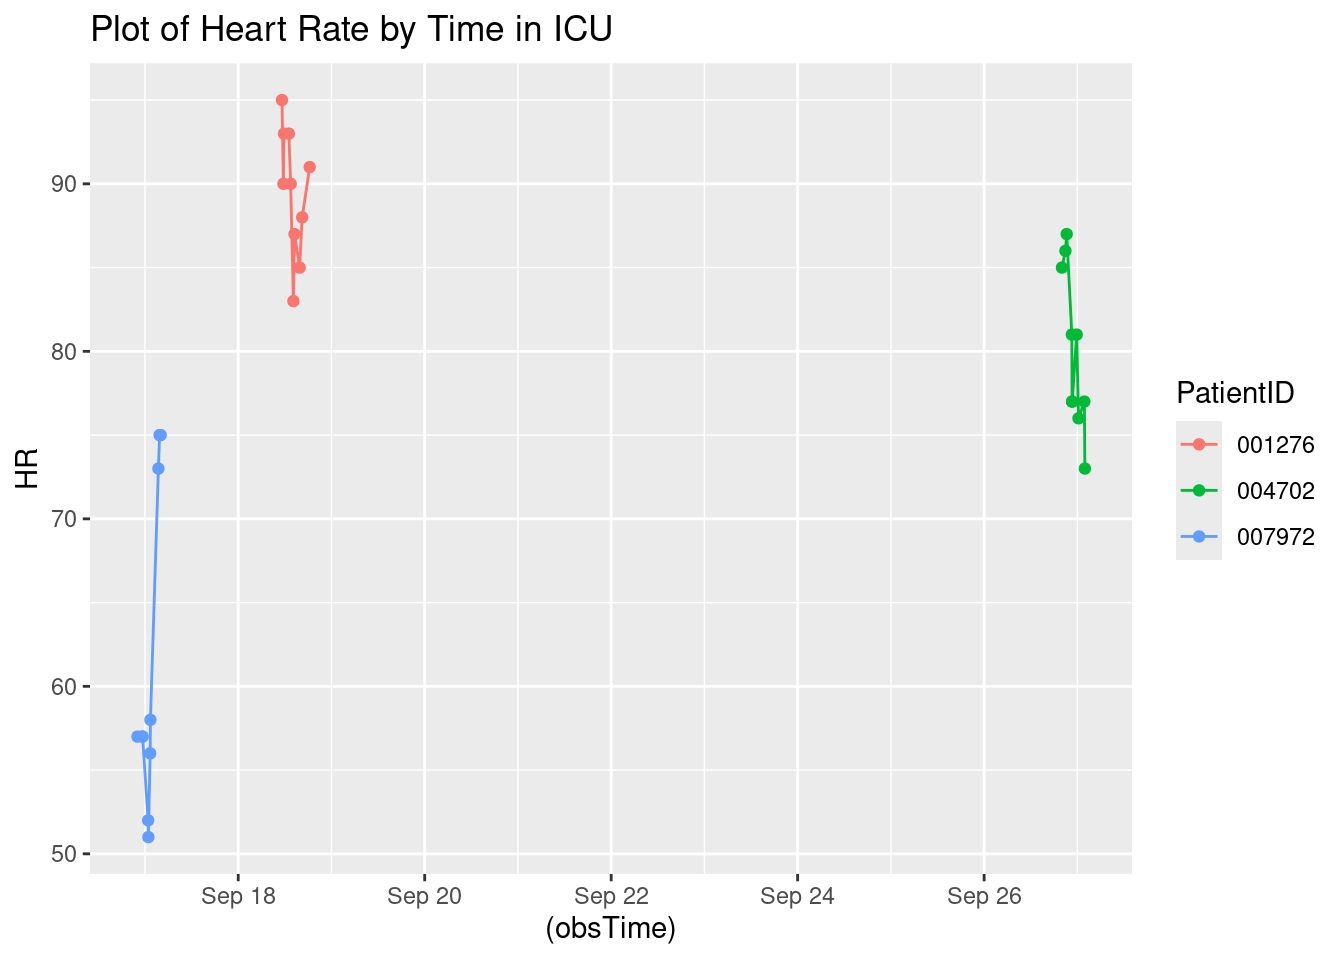 Plot of Heart Rate by Time in ICU
HR
90
80
70
60
50
Sep 18 Sep 20 Sep 22 Sep 24 Sep 26
(obsTime)
PatientID
001276
004702
007972